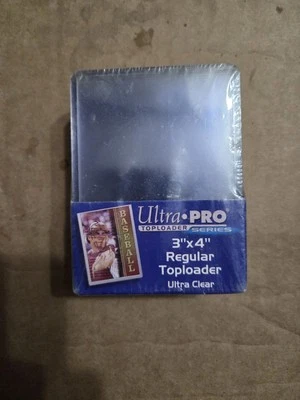 Ultra•PRO
TOPLOADER SERIES
BASEBALL
3"x4"
Regular
Toploader
Ultra Clear